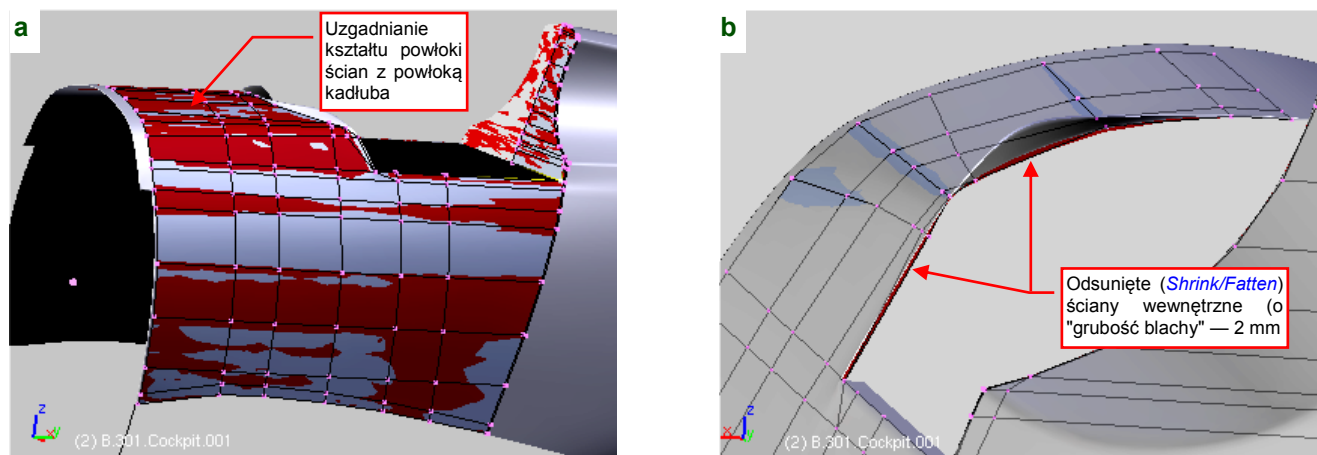 a
Uzgadnianie
kształtu powłoki
ścian z powłoką
kadłuba
z
x
y
(2) B.301.Cockpit.001
b
Odsunięte (Shrink/Fatten)
ściany wewnętrzne (o
"grubość blachy" — 2 mm
z
x
y
(2) B.301.Cockpit.001